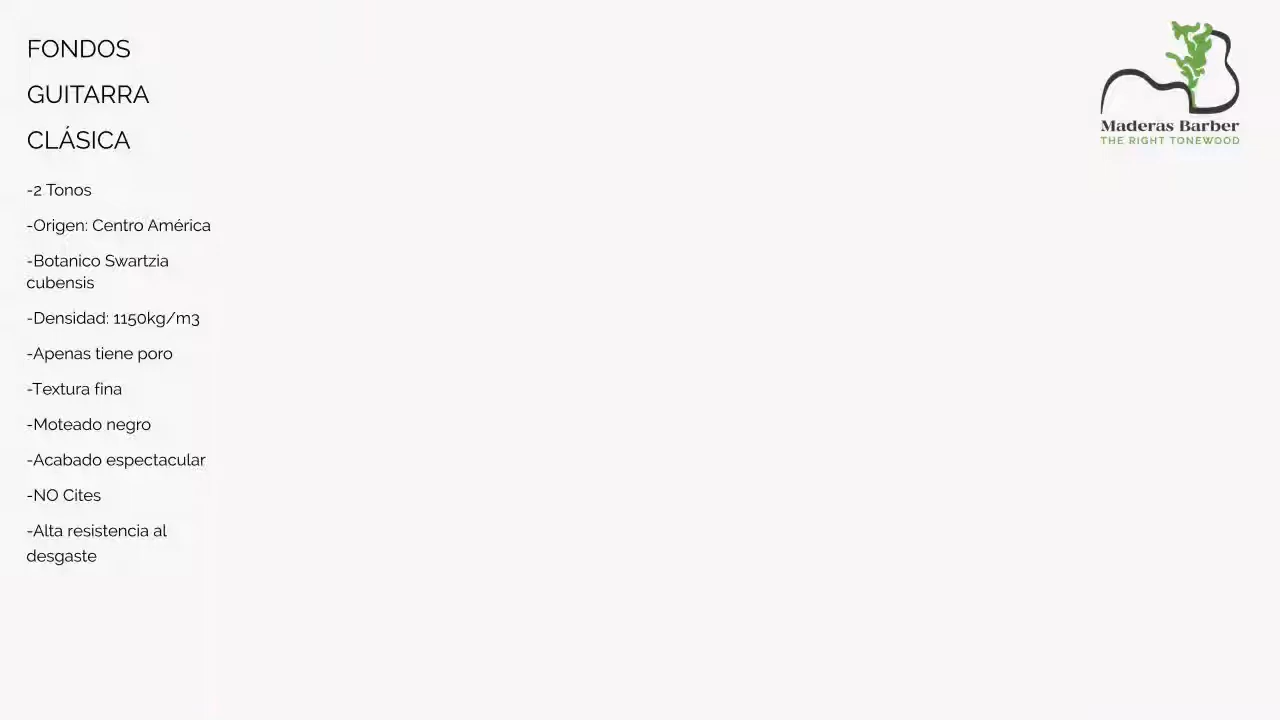 FONDOS
GUITARRA
CLÁSICA
-2 Tonos
-Origen: Centro América
-Botanico Swartzia
cubensis
-Densidad: 1150kg/m3
-Apenas tiene poro
-Textura fina
-Moteado negro
-Acabado espectacular
-NO Cites
-Alta resistencia al
desgaste
Maderas Barber
THE RIGHT TONEWOOD